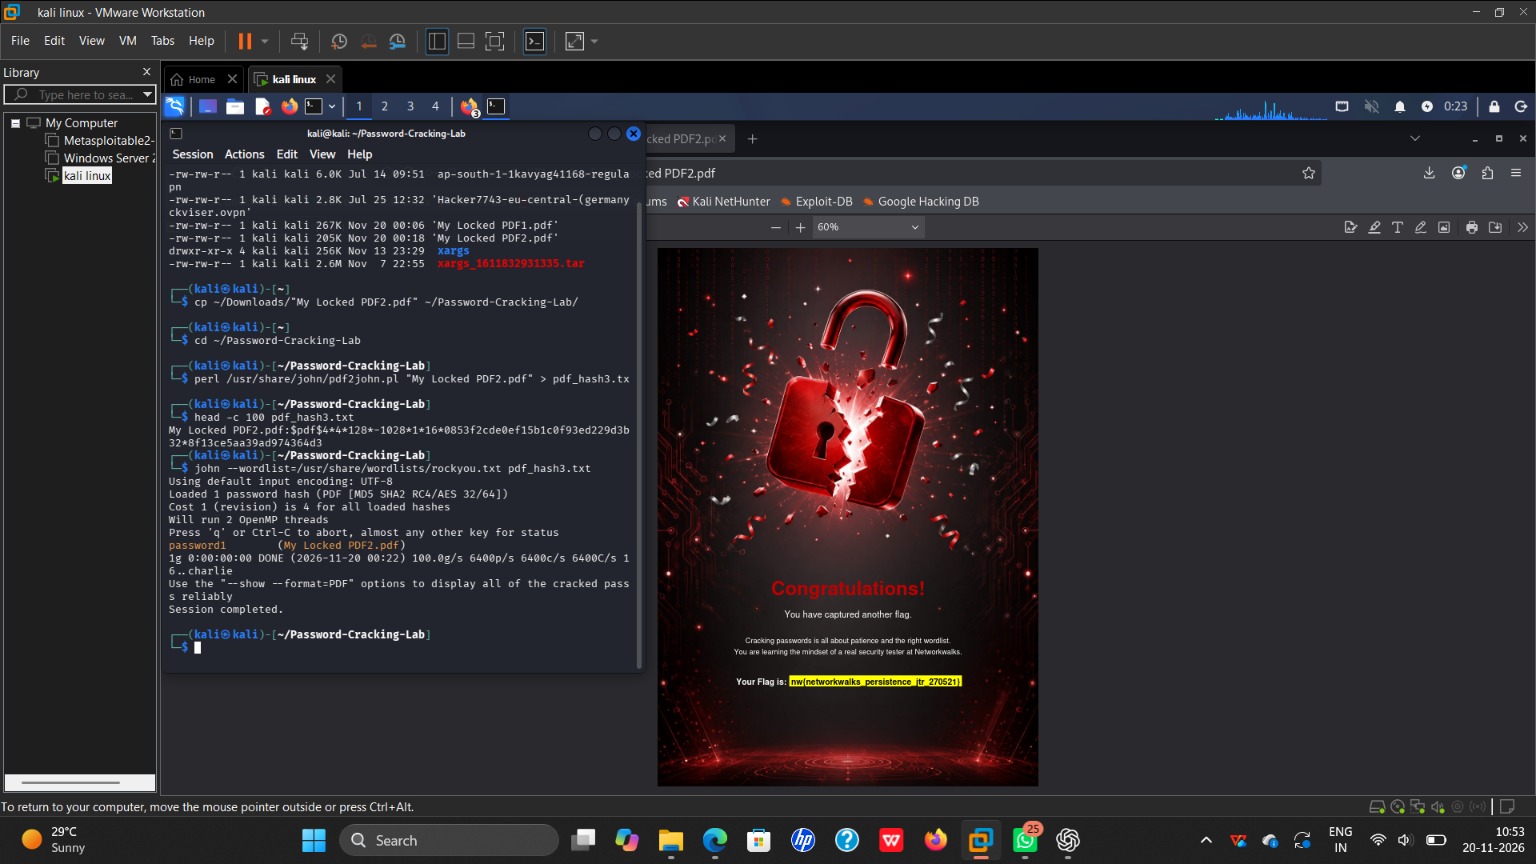 kali linux - VMware Workstation
File Edit View VM Tabs Help
Library
Type here to sea...
My Computer
Metasploitable2-
Windows Server 2
kali linux
Home
kali linux
1 2 3 4
0:23
kali@kali: ~/Password-Cracking-Lab
Session Actions Edit View Help
-rw-rw-r-- 1 kali kali 6.0K Jul 14 09:51 ap-south-1-1kavyag41168-regula
pn
-rw-rw-r-- 1 kali kali 2.8K Jul 25 12:32 'Hacker7743-eu-central-(germany
ckviser.ovpn'
-rw-rw-r-- 1 kali kali 267K Nov 20 00:06 'My Locked PDF1.pdf'
-rw-rw-r-- 1 kali kali 205K Nov 20 00:18 'My Locked PDF2.pdf'
drwxr-xr-x 4 kali kali 256K Nov 13 23:29 xargs
-rw-rw-r-- 1 kali kali 2.6M Nov 7 22:55 xargs_1611832931335.tar
(kali㉿kali)-[~]
$ cp ~/Downloads/"My Locked PDF2.pdf" ~/Password-Cracking-Lab/
(kali㉿kali)-[~]
$ cd ~/Password-Cracking-Lab
(kali㉿kali)-[~/Password-Cracking-Lab]
$ perl /usr/share/john/pdf2john.pl "My Locked PDF2.pdf" > pdf_hash3.tx
(kali㉿kali)-[~/Password-Cracking-Lab]
$ head -c 100 pdf_hash3.txt
My Locked PDF2.pdf:$pdf$4*4*128*-1028*1*16*0853f2cde0ef15b1c0f93ed229d3b
32*8f13ce5aa39ad974364d3
(kali㉿kali)-[~/Password-Cracking-Lab]
$ john --wordlist=/usr/share/wordlists/rockyou.txt pdf_hash3.txt
Using default input encoding: UTF-8
Loaded 1 password hash (PDF [MD5 SHA2 RC4/AES 32/64])
Cost 1 (revision) is 4 for all loaded hashes
Will run 2 OpenMP threads
Press 'q' or Ctrl-C to abort, almost any other key for status
password1 (My Locked PDF2.pdf)
1g 0:00:00:00 DONE (2026-11-20 00:22) 100.0g/s 6400p/s 6400c/s 6400C/s 1
6..charlie
Use the "--show --format=PDF" options to display all of the cracked pass
s reliably
Session completed.
(kali㉿kali)-[~/Password-Cracking-Lab]
$
cked PDF2.pd
ked PDF2.pdf
ums Kali NetHunter Exploit-DB Google Hacking DB
60%
Congratulations!
You have captured another flag.
Cracking passwords is all about patience and the right wordlist.
You are learning the mindset of a real security tester at Networkwalks.
Your Flag is: nw{networkwalks_persistence_jtr_270521}
To return to your computer, move the mouse pointer outside or press Ctrl+Alt.
29°C
Sunny
Search
25
ENG
IN
10:53
20-11-2026